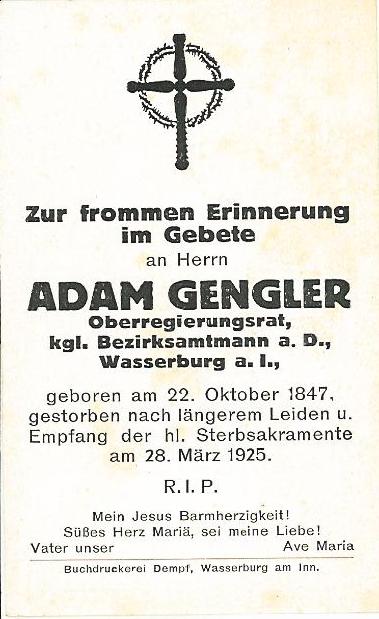 Zur frommen Erinnerung
im Gebete
an Herrn
ADAM GENGLER
Oberregierungsrat,
kgl. Bezirksamtmann a. D.,
Wasserburg a. I.,
geboren am 22. Oktober 1847,
gestorben nach längerem Leiden u.
Empfang der hl. Sterbsakramente
am 28. März 1925.
R. I. P.
Mein Jesus Barmherzigkeit!
Süßes Herz Mariä, sei meine Liebe!
Vater unser Ave Maria
Buchdruckerei Dempf, Wasserburg am Inn.